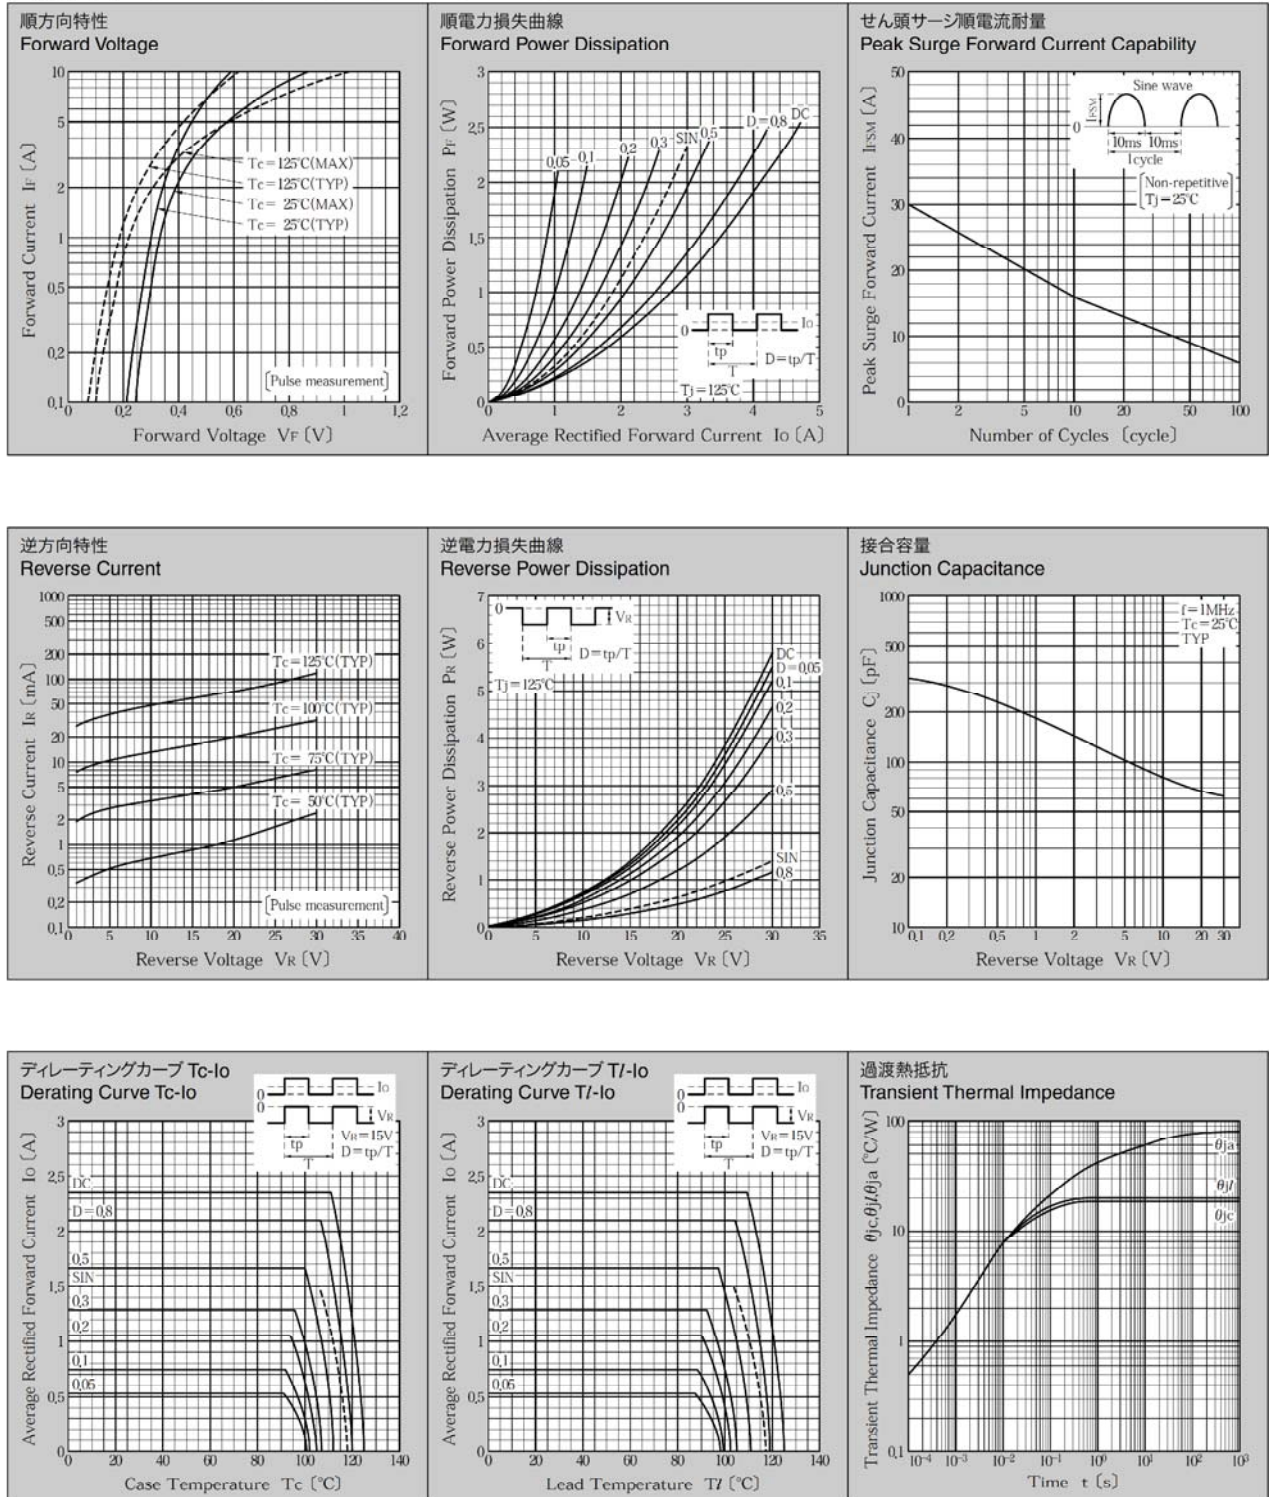 順方向特性
Forward Voltage
Forward Current IF〔A〕
10
5
2
1
0,5
0,2
0,1
Tc=125℃(MAX)
Tc=125℃(TYP)
Tc= 25℃(MAX)
Tc= 25℃(TYP)
[Pulse measurement]
0 0,2 0,4 0,6 0,8 1 1,2
Forward Voltage VF〔V〕
順電力損失曲線
Forward Power Dissipation
Forward Power Dissipation PF〔W〕
3
2,5
2
1,5
1
0,5
0
0,05 0,1 0,2 0,3 SIN 0,5 D=0,8 DC
0 Io
tp
T
D=tp/T
Tj=125℃
0 1 2 3 4 5
Average Rectified Forward Current Io〔A〕
せん頭サージ順電流耐量
Peak Surge Forward Current Capability
Peak Surge Forward Current IFSM〔A〕
50
40
30
20
10
0
Sine wave
IFSM
0
10ms 10ms
1cycle
[Non-repetitive
Tj=25℃]
1 2 5 10 20 50 100
Number of Cycles〔cycle〕
逆方向特性
Reverse Current
Reverse Current IR〔mA〕
1000
500
200
100
50
20
10
5
2
1
0,5
0,2
0,1
Tc=125℃(TYP)
Tc=100℃(TYP)
Tc= 75℃(TYP)
Tc= 50℃(TYP)
[Pulse measurement]
0 5 10 20 30 40
Reverse Voltage VR〔V〕
逆電力損失曲線
Reverse Power Dissipation
Reverse Power Dissipation PR〔W〕
7
6
5
4
3
2
1
0
0 VR
tp
T
D=tp/T
Tj=125℃
DC
D=0,05
0,1
0,2
0,3
0,5
SIN
0,8
0 5 10 15 20 25 30 35
Reverse Voltage VR〔V〕
接合容量
Junction Capacitance
Junction Capacitance Cj〔pF〕
1000
500
200
100
50
20
10
f=1MHz
Tc=25℃
TYP
0,1 0,2 0,5 1 2 5 10 20 30
Reverse Voltage VR〔V〕
ディレーティングカーブ Tc-Io
Derating Curve Tc-Io
Average Rectified Forward Current Io〔A〕
0 Io
0 VR
tp
T
VR=15V
D=tp/T
3
2,5
2
1,5
1
0,5
0
DC
D=0,8
0,5
SIN
0,3
0,2
0,1
0,05
0 20 40 60 80 100 120 140
Case Temperature Tc〔℃〕
ディレーティングカーブ Tl-Io
Derating Curve Tl-Io
Average Rectified Forward Current Io〔A〕
0 Io
0 VR
tp
T
VR=15V
D=tp/T
3
2,5
2
1,5
1
0,5
0
DC
D=0,8
0,5
SIN
0,3
0,2
0,1
0,05
0 20 40 60 80 100 120 140
Lead Temperature Tl〔℃〕
過渡熱抵抗
Transient Thermal Impedance
Transient Thermal Impedance θjc,θjl,θja〔℃/W〕
100
10
1
0,1
θja
θjl
θjc
10⁻⁴ 10⁻³ 10⁻² 10⁻¹ 10⁰ 10¹ 10² 10³
Time t〔s〕